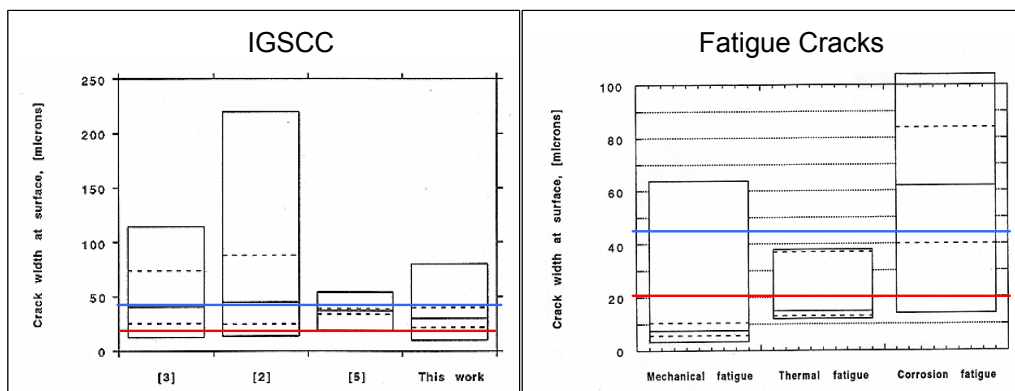 IGSCC
Crack width at surface, [microns]
250
200
150
100
50
0
[3] [2] [5] This work
Fatigue Cracks
Crack width at surface, [microns]
100
80
60
40
20
0
Mechanical fatigue Thermal fatigue Corrosion fatigue